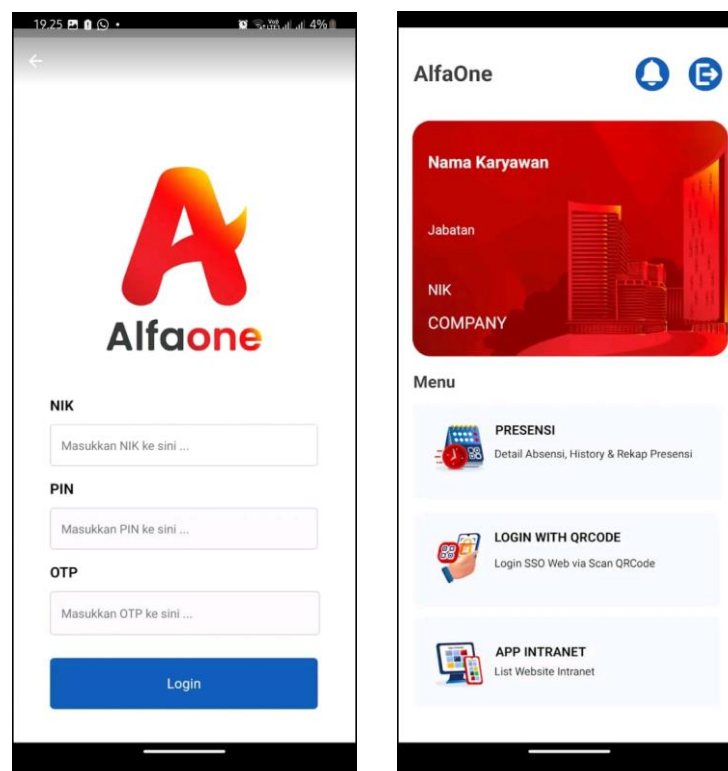 19.25
4%
Alfaone
NIK
Masukkan NIK ke sini ...
PIN
Masukkan PIN ke sini ...
OTP
Masukkan OTP ke sini ...
Login
AlfaOne
Nama Karyawan
Jabatan
NIK
COMPANY
Menu
PRESENSI
Detail Absensi, History & Rekap Presensi
LOGIN WITH QRCODE
Login SSO Web via Scan QRCode
APP INTRANET
List Website Intranet